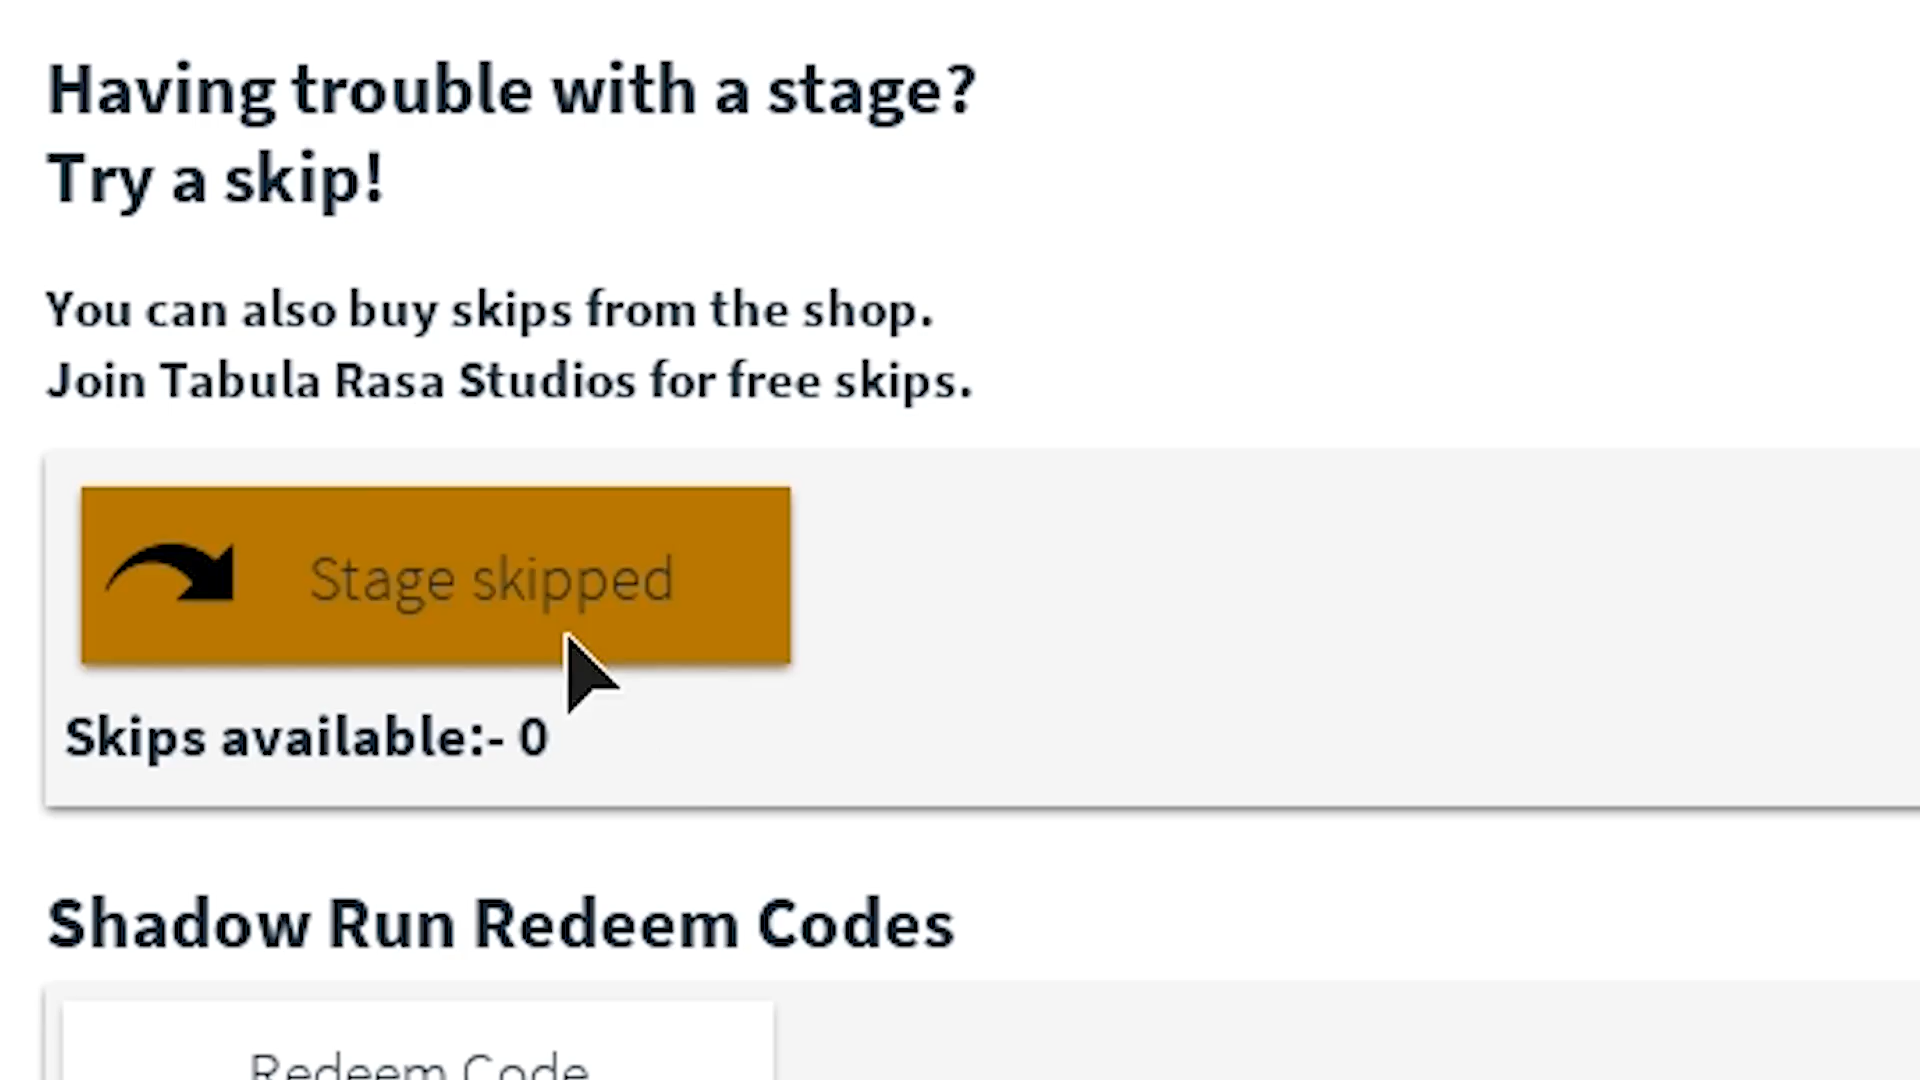 Having trouble with a stage?
Try a skip!
You can also buy skips from the shop.
Join Tabula Rasa Studios for free skips.
Stage skipped
Skips available:- 0
Shadow Run Redeem Codes
Redeem Code